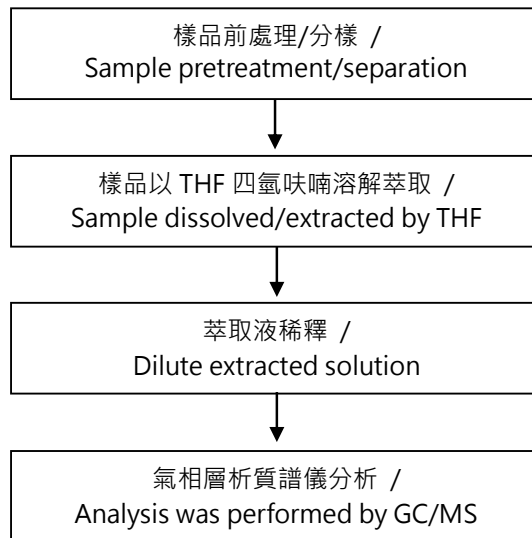 樣品前處理/分樣 /
Sample pretreatment/separation
樣品以 THF 四氫呋喃溶解萃取 /
Sample dissolved/extracted by THF
萃取液稀釋 /
Dilute extracted solution
氣相層析質譜儀分析 /
Analysis was performed by GC/MS